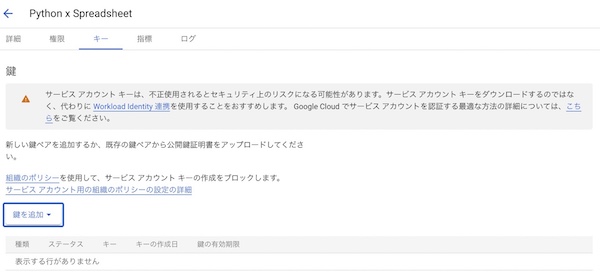 Python x Spreadsheet
詳細 権限 キー 指標 ログ
鍵
サービス アカウント キーは、不正使用されるとセキュリティ上のリスクになる可能性があります。サービス アカウント キーをダウンロードするのではな
く、代わりに Workload Identity 連携を使用することをおすすめします。 Google Cloud でサービス アカウントを認証する最適な方法の詳細については、こち
らをご覧ください。
新しい鍵ペアを追加するか、既存の鍵ペアから公開鍵証明書をアップロードしてくださ
い。
組織のポリシーを使用して、サービス アカウント キーの作成をブロックします。
サービス アカウント用の組織のポリシーの設定の詳細
鍵を追加
種類 ステータス キー キーの作成日 鍵の有効期限
表示する行がありません